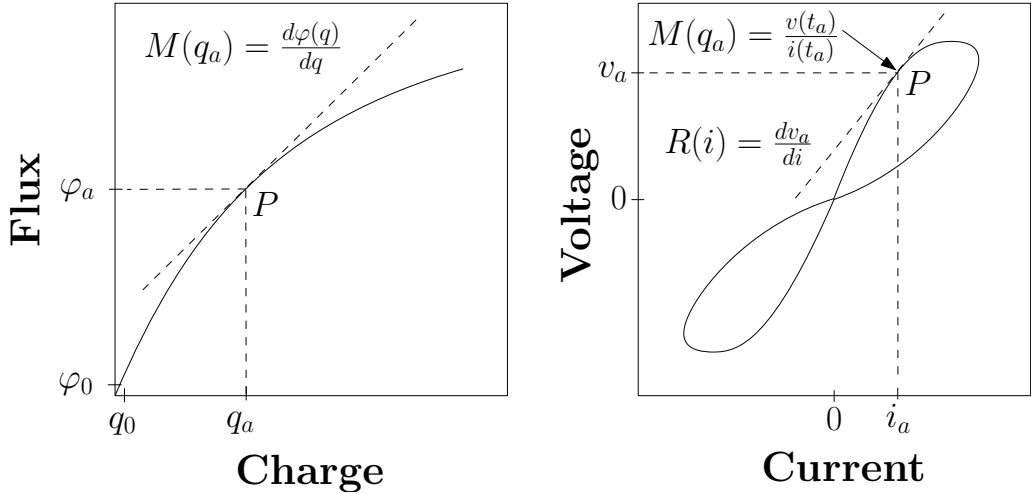 M(q_a) = dφ(q)/dq
Flux
φ_a
P
φ_0
q_0
q_a
Charge
M(q_a) = v(t_a)/i(t_a)
v_a
P
R(i) = dv_a/di
Voltage
0
0
i_a
Current